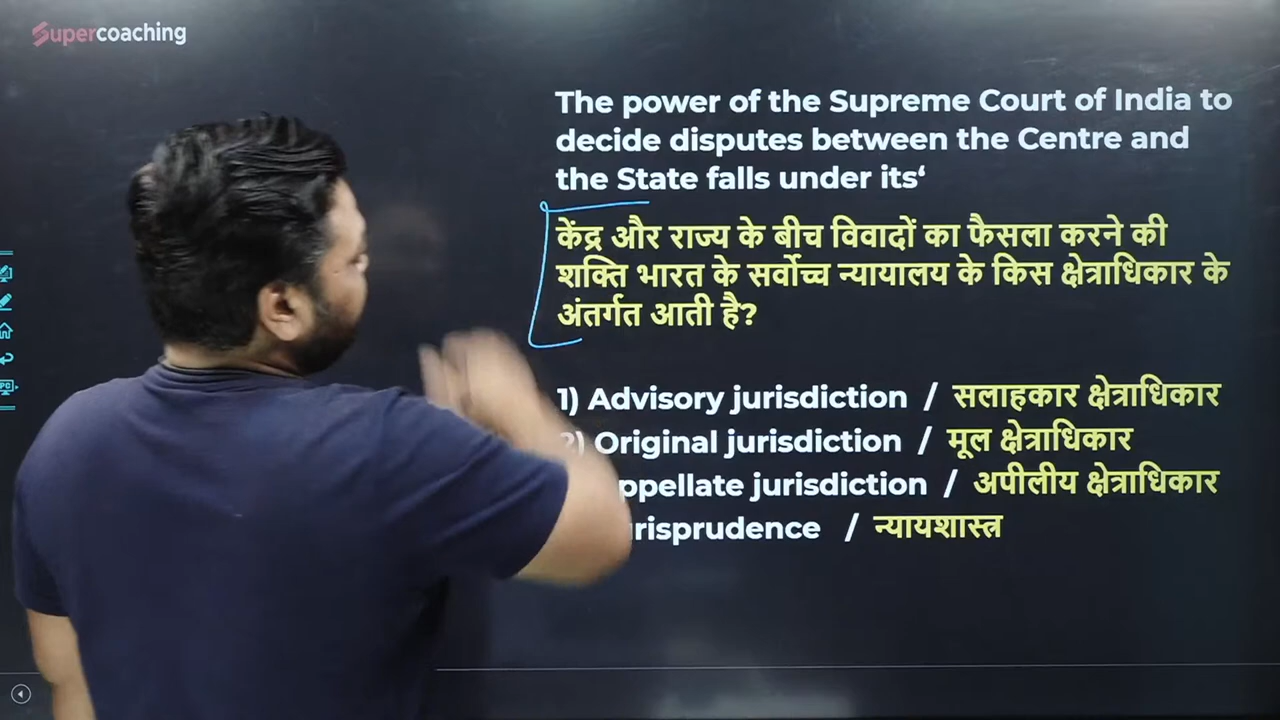 Supercoaching
The power of the Supreme Court of India to
decide disputes between the Centre and
the State falls under its‘
केंद्र और राज्य के बीच विवादों का फैसला करने की
शक्ति भारत के सर्वोच्च न्यायालय के किस क्षेत्राधिकार के
अंतर्गत आती है?
1) Advisory jurisdiction / सलाहकार क्षेत्राधिकार
2) Original jurisdiction / मूल क्षेत्राधिकार
ppellate jurisdiction / अपीलीय क्षेत्राधिकार
risprudence / न्यायशास्त्र